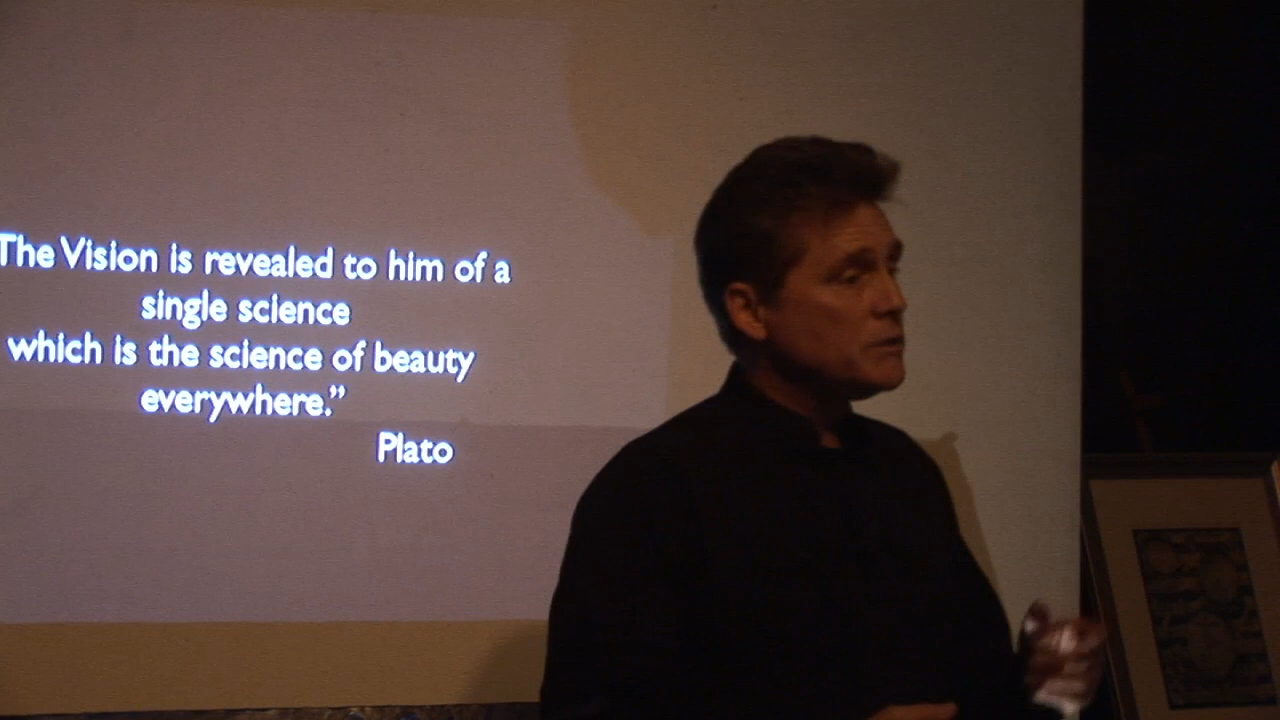 The Vision is revealed to him of a
single science
which is the science of beauty
everywhere.”
Plato